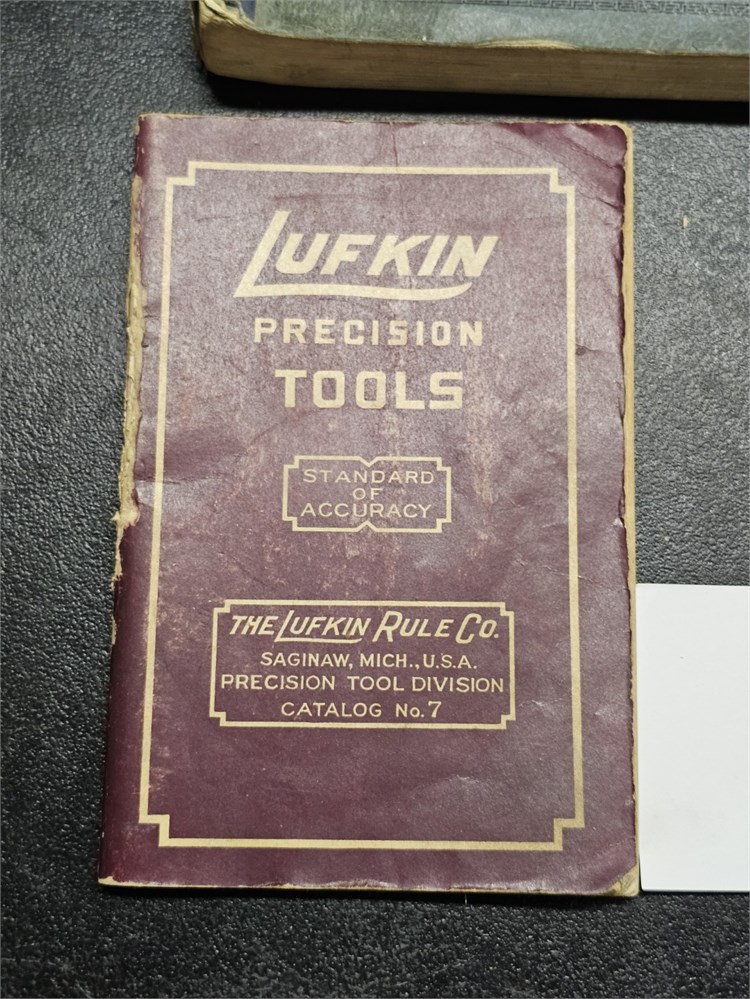 LUFKIN
PRECISION
TOOLS
STANDARD
OF
ACCURACY
THE LUFKIN RULE CO.
SAGINAW, MICH., U.S.A.
PRECISION TOOL DIVISION
CATALOG No. 7